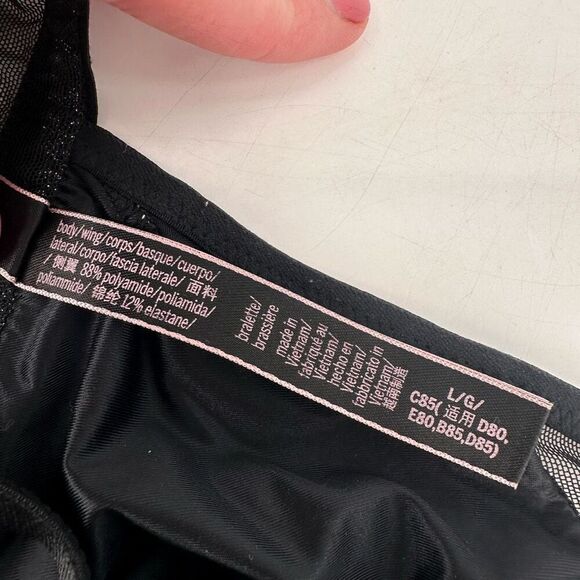 body/wing/corps/basque/cuerpo/
lateral/corpo/fascia laterale/ 面料
/ 侧翼 88% polyamide/poliamida/
poliammide/ 锦纶 12% elastane/
bralette/
brassière
made in
Vietnam/
fabriqué au
Vietnam/
hecho en
Vietnam/
fabbricato in
Vietnam/
越南制造
L/G/
C85( 适用 D80,
E80,B85,D85)